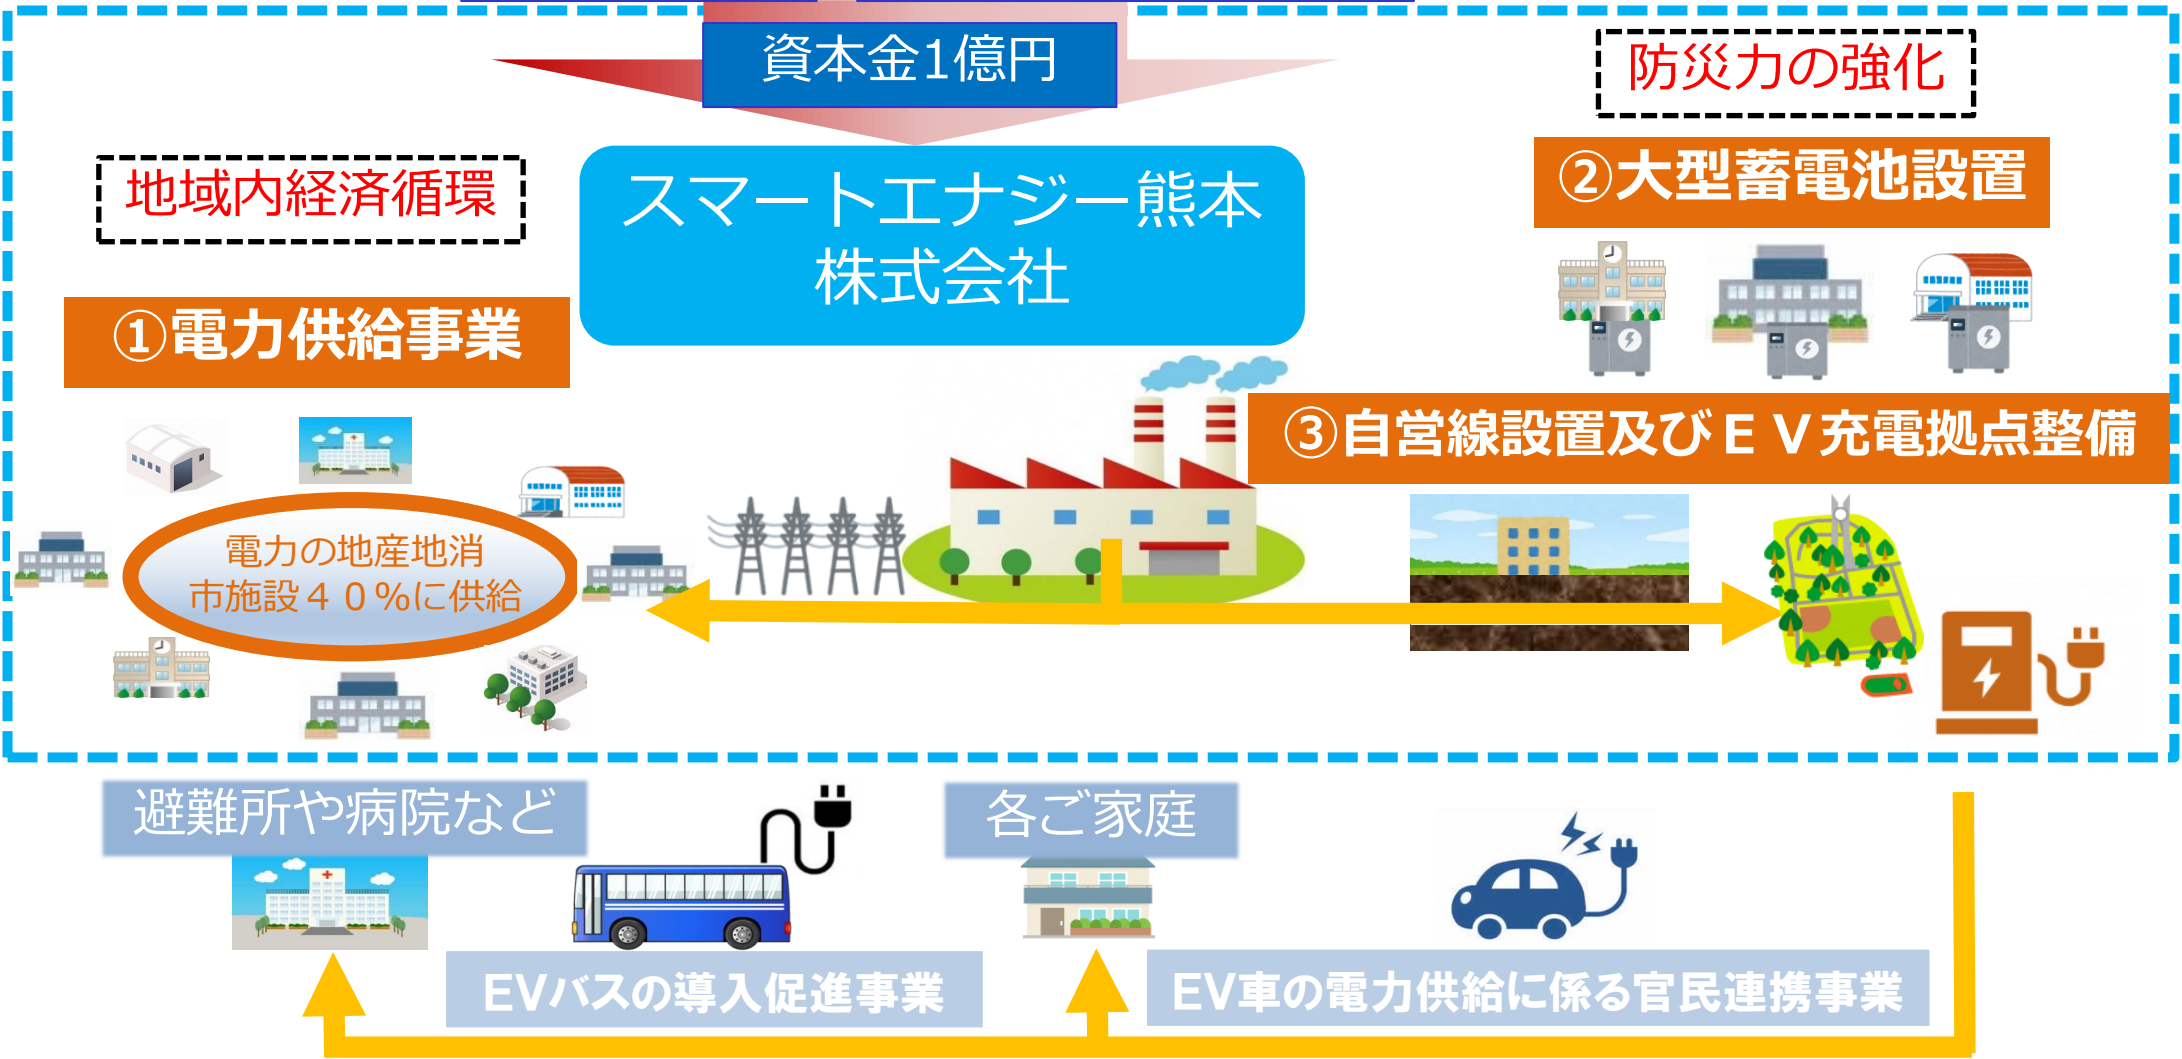 資本金1億円
防災力の強化
地域内経済循環
スマートエナジー熊本
株式会社
②大型蓄電池設置
①電力供給事業
③自営線設置及びＥＶ充電拠点整備
電力の地産地消
市施設４０％に供給
避難所や病院など
各ご家庭
EVバスの導入促進事業
EV車の電力供給に係る官民連携事業